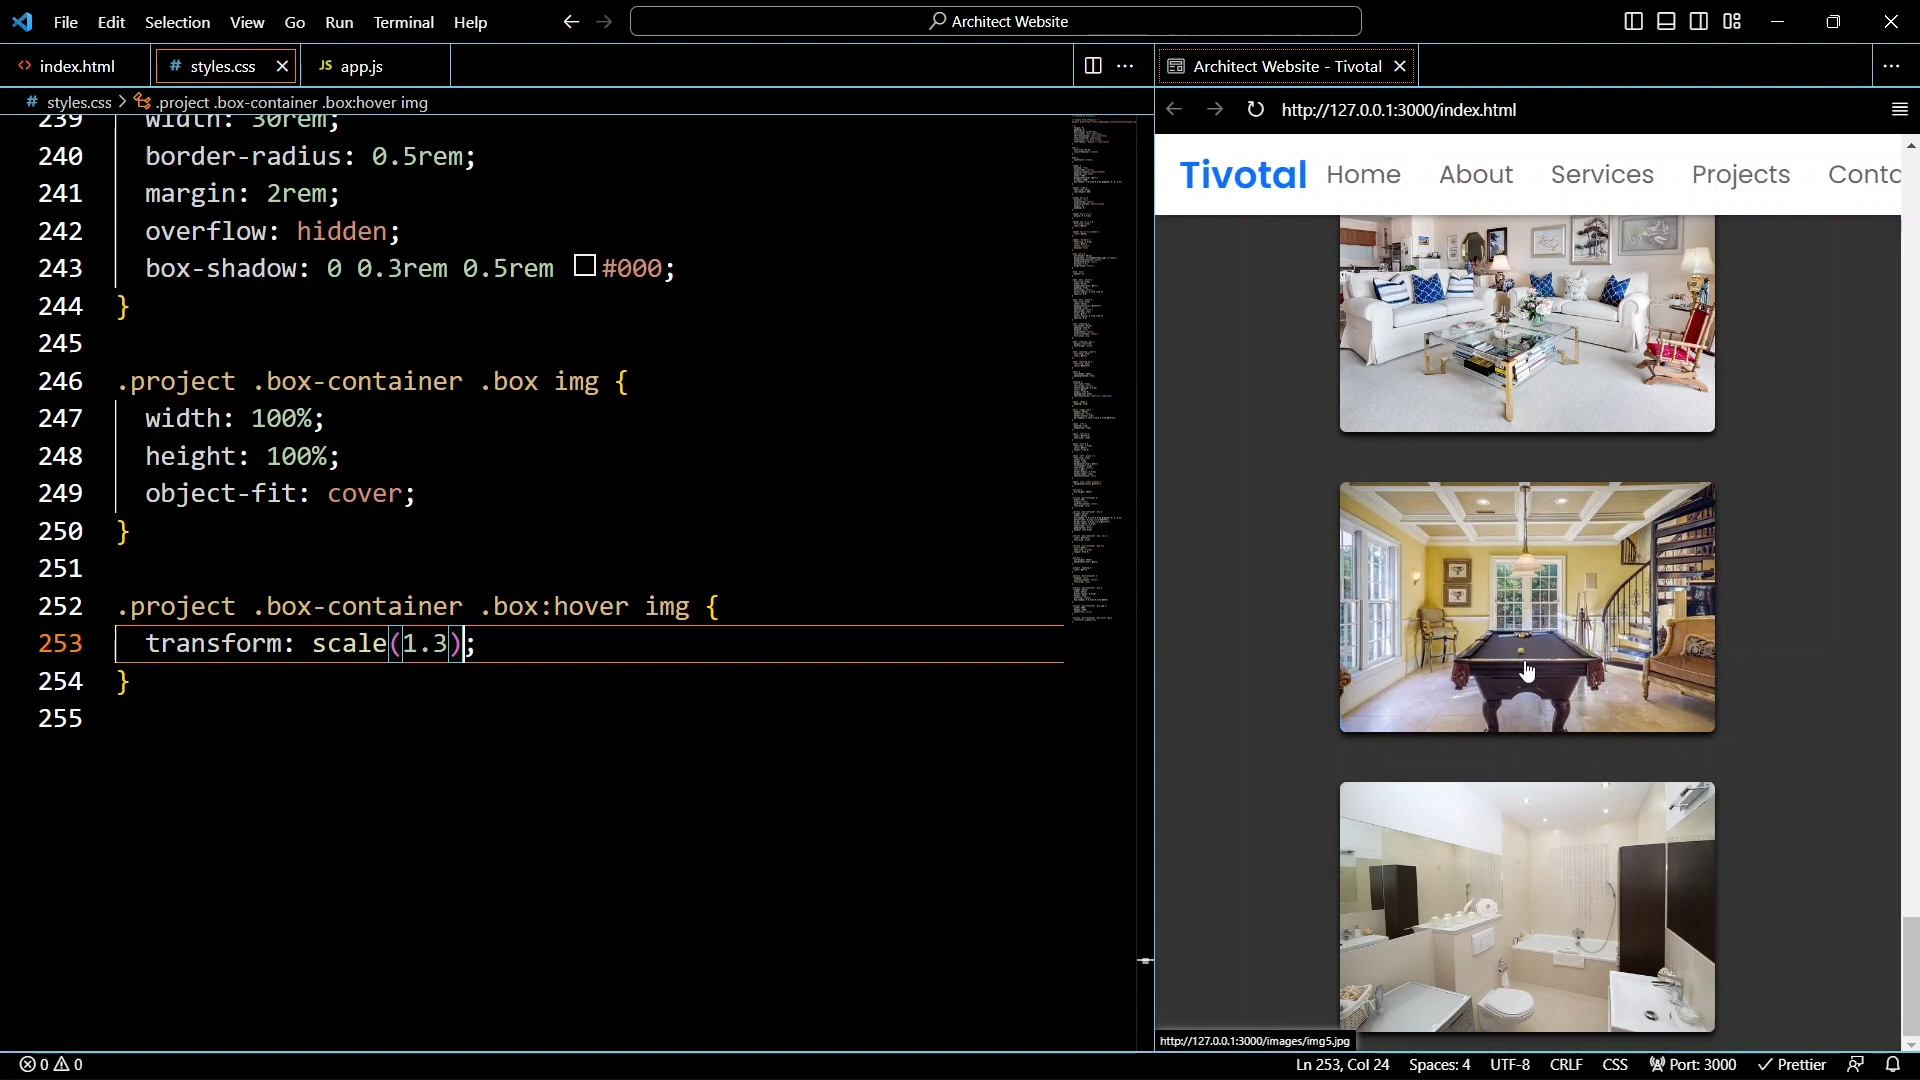 File Edit Selection View Go Run Terminal Help
Architect Website
index.html
# styles.css
JS app.js
Architect Website - Tivotal
# styles.css > .project .box-container .box:hover img
http://127.0.0.1:3000/index.html
239 width: 30rem;
240 border-radius: 0.5rem;
241 margin: 2rem;
242 overflow: hidden;
243 box-shadow: 0 0.3rem 0.5rem #000;
244 }
245
246 .project .box-container .box img {
247 width: 100%;
248 height: 100%;
249 object-fit: cover;
250 }
251
252 .project .box-container .box:hover img {
253 transform: scale(1.3);
254 }
255
Tivotal Home About Services Projects Conta
http://127.0.0.1:3000/images/img5.jpg
0 0
Ln 253, Col 24 Spaces: 4 UTF-8 CRLF CSS Port: 3000 Prettier